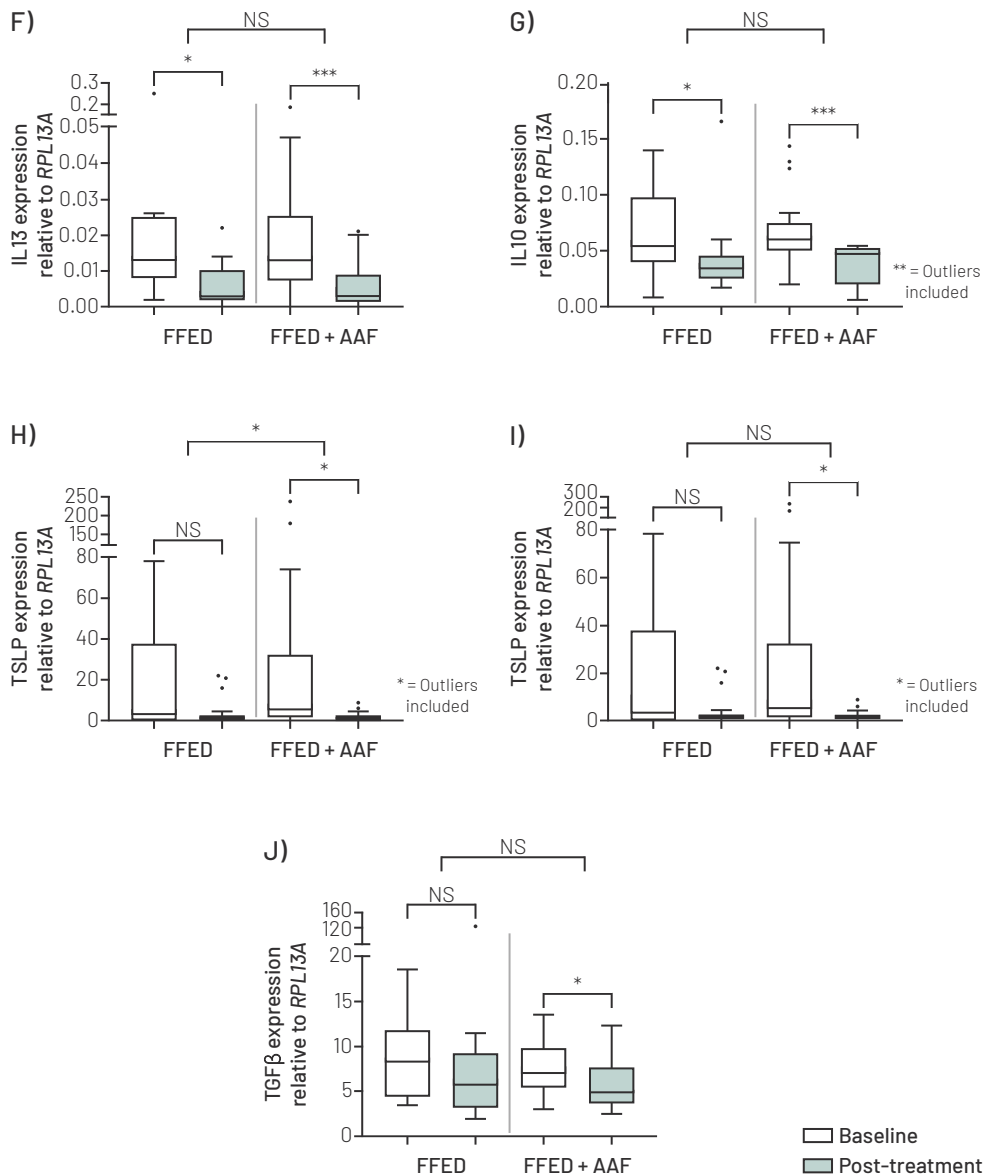 F)
NS
*
***
0.3
0.2
0.05
0.04
0.03
0.02
0.01
0.00
IL13 expression
relative to RPL13A
FFED
FFED + AAF
G)
NS
*
***
0.20
0.15
0.10
0.05
0.00
IL10 expression
relative to RPL13A
** = Outliers
included
FFED
FFED + AAF
H)
*
*
NS
250
200
150
80
60
40
20
0
TSLP expression
relative to RPL13A
* = Outliers
included
FFED
FFED + AAF
I)
NS
NS
*
300
200
80
60
40
20
0
TSLP expression
relative to RPL13A
* = Outliers
included
FFED
FFED + AAF
J)
NS
NS
*
160
120
20
15
10
5
0
TGFβ expression
relative to RPL13A
FFED
FFED + AAF
Baseline
Post-treatment